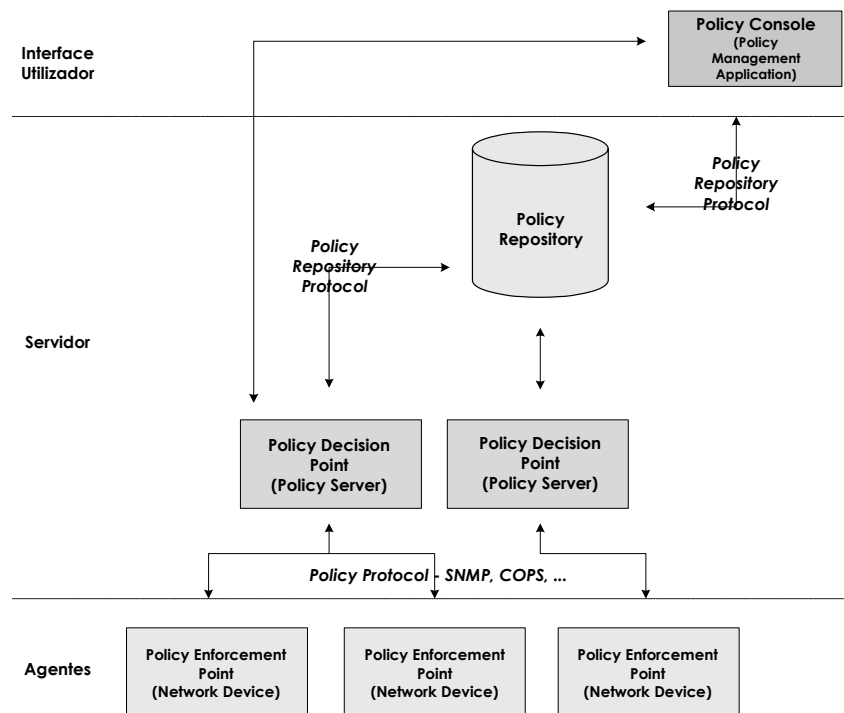 Policy Console
(Policy
Management
Application)
Interface
Utilizador
Policy
Repository
Protocol
Policy
Repository
Policy
Repository
Protocol
Servidor
Policy Decision
Point
(Policy Server)
Policy Decision
Point
(Policy Server)
Policy Protocol - SNMP, COPS, ...
Agentes
Policy Enforcement
Point
(Network Device)
Policy Enforcement
Point
(Network Device)
Policy Enforcement
Point
(Network Device)